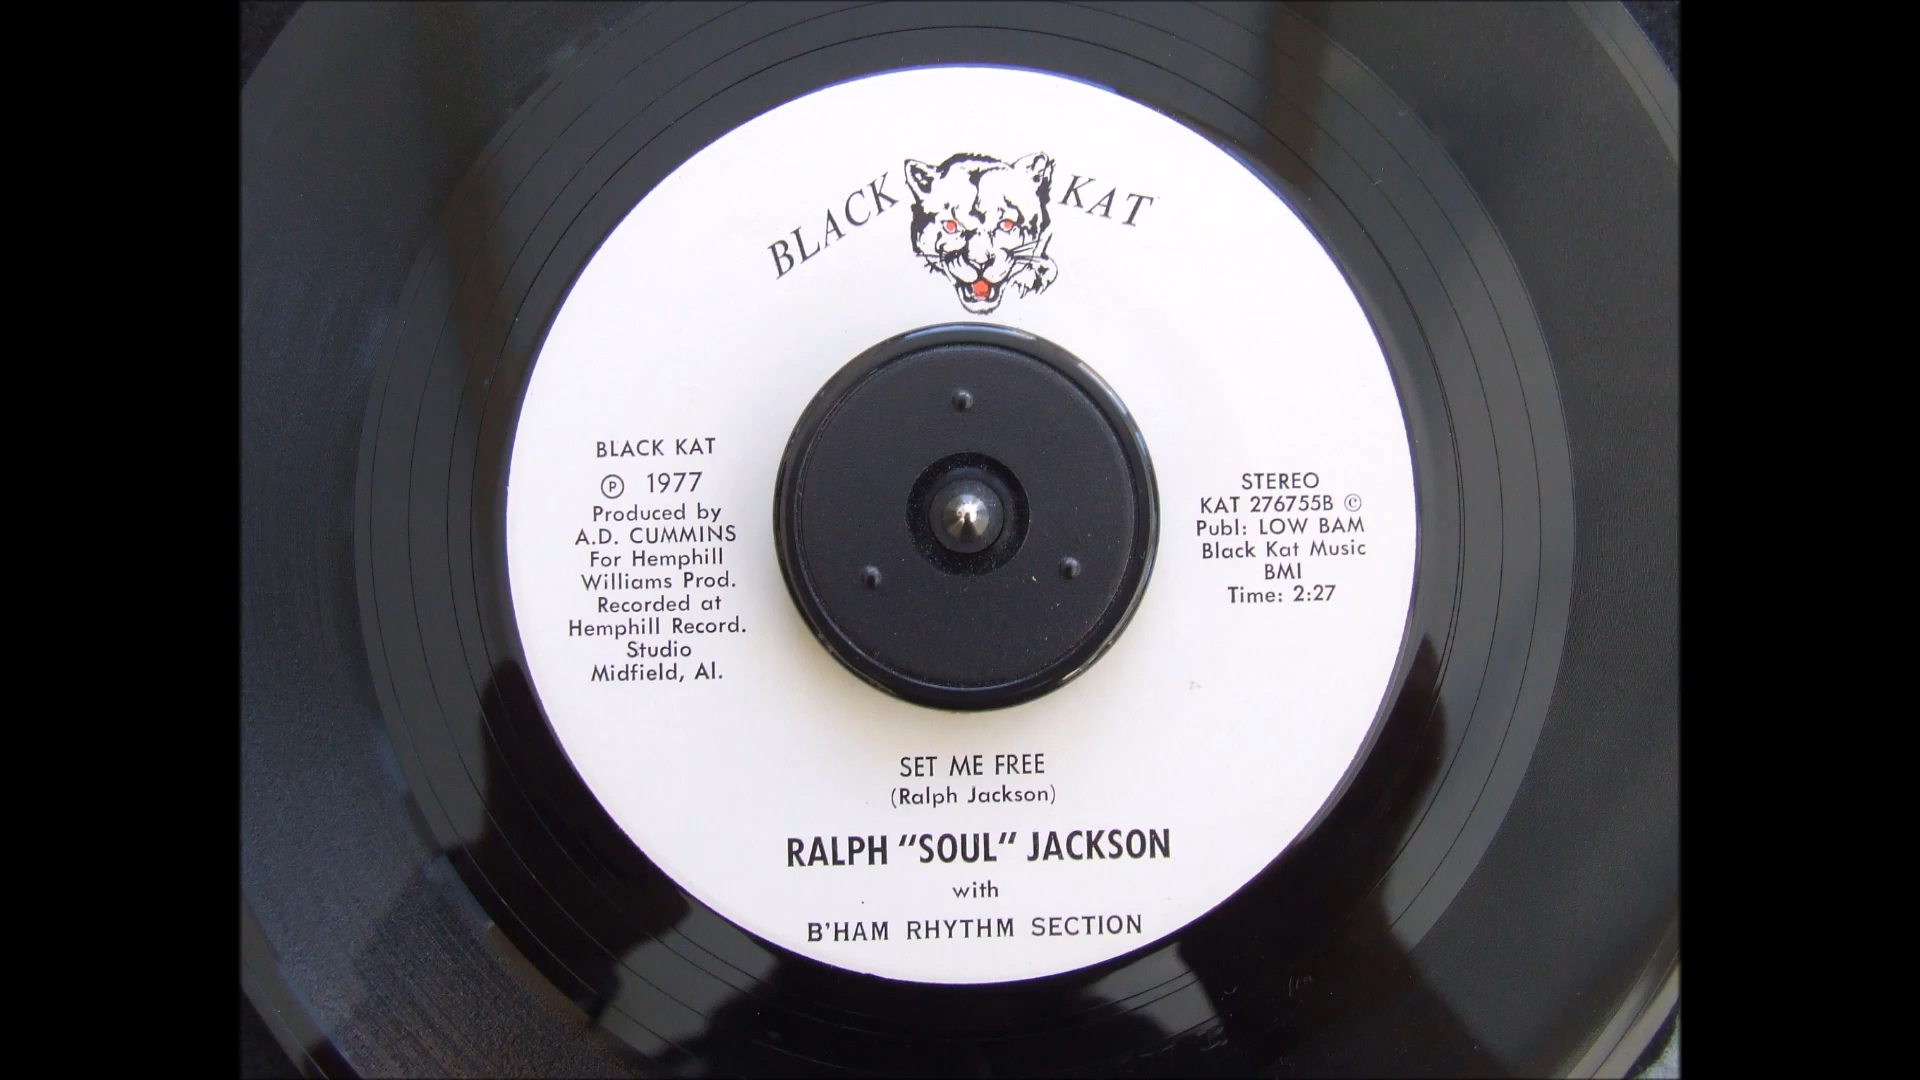 BLACK KAT
BLACK KAT
℗ 1977
Produced by
A.D. CUMMINS
For Hemphill
Williams Prod.
Recorded at
Hemphill Record.
Studio
Midfield, Al.
STEREO
KAT 276755B ©
Publ: LOW BAM
Black Kat Music
BMI
Time: 2:27
SET ME FREE
(Ralph Jackson)
RALPH "SOUL" JACKSON
with
B'HAM RHYTHM SECTION